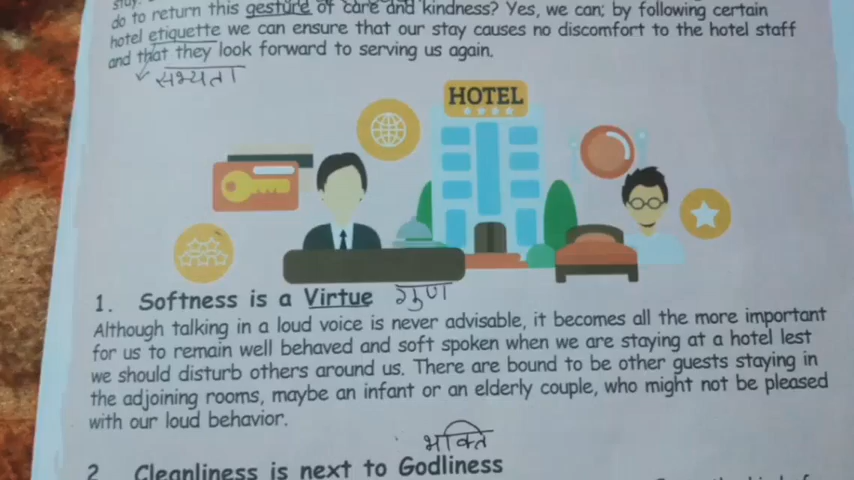 stay.
do to return this gesture of care and kindness? Yes, we can; by following certain
hotel etiquette we can ensure that our stay causes no discomfort to the hotel staff
and that they look forward to serving us again.
सभ्यता
HOTEL
1. Softness is a Virtue गुण
Although talking in a loud voice is never advisable, it becomes all the more important
for us to remain well behaved and soft spoken when we are staying at a hotel lest
we should disturb others around us. There are bound to be other guests staying in
the adjoining rooms, maybe an infant or an elderly couple, who might not be pleased
with our loud behavior.
भक्ति
2 Cleanliness is next to Godliness